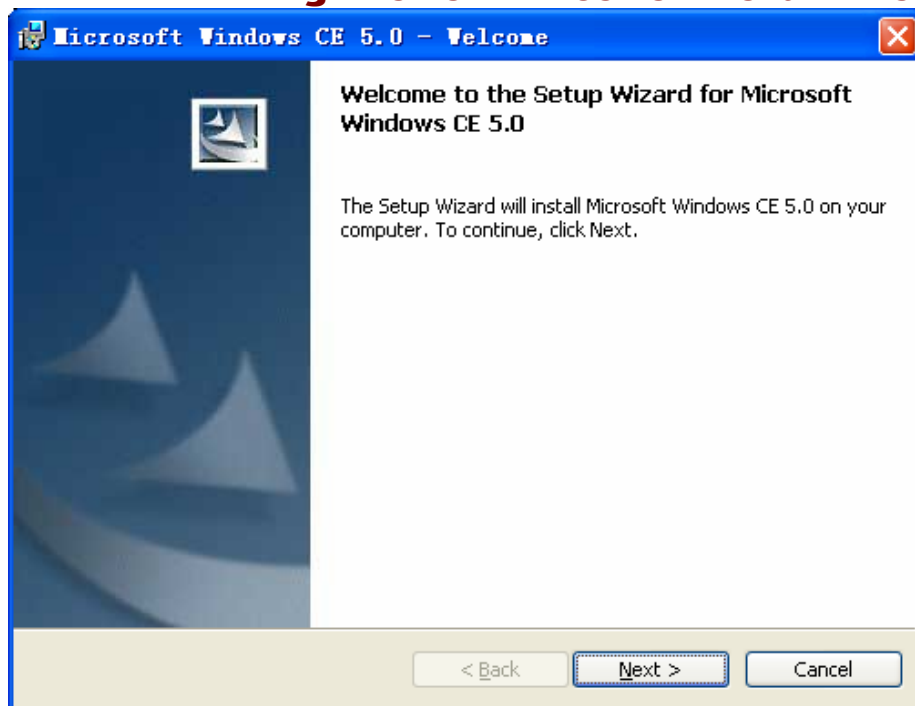 Microsoft Windows CE 5.0 - Welcome
Welcome to the Setup Wizard for Microsoft
Windows CE 5.0
The Setup Wizard will install Microsoft Windows CE 5.0 on your
computer. To continue, click Next.
< Back
Next >
Cancel